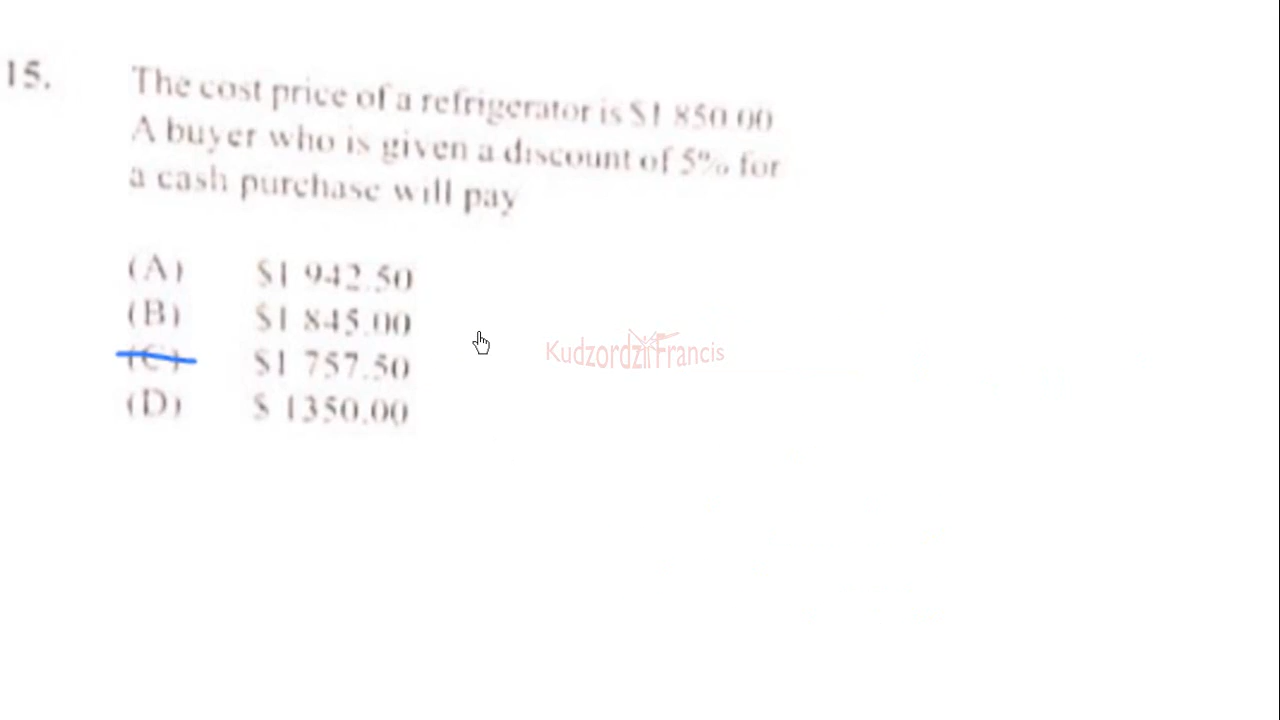 15. The cost price of a refrigerator is $1 850.00
A buyer who is given a discount of 5% for
a cash purchase will pay
(A) $1 942.50
(B) $1 845.00
(C) $1 757.50
(D) $ 1350.00
Kudzordzi Francis